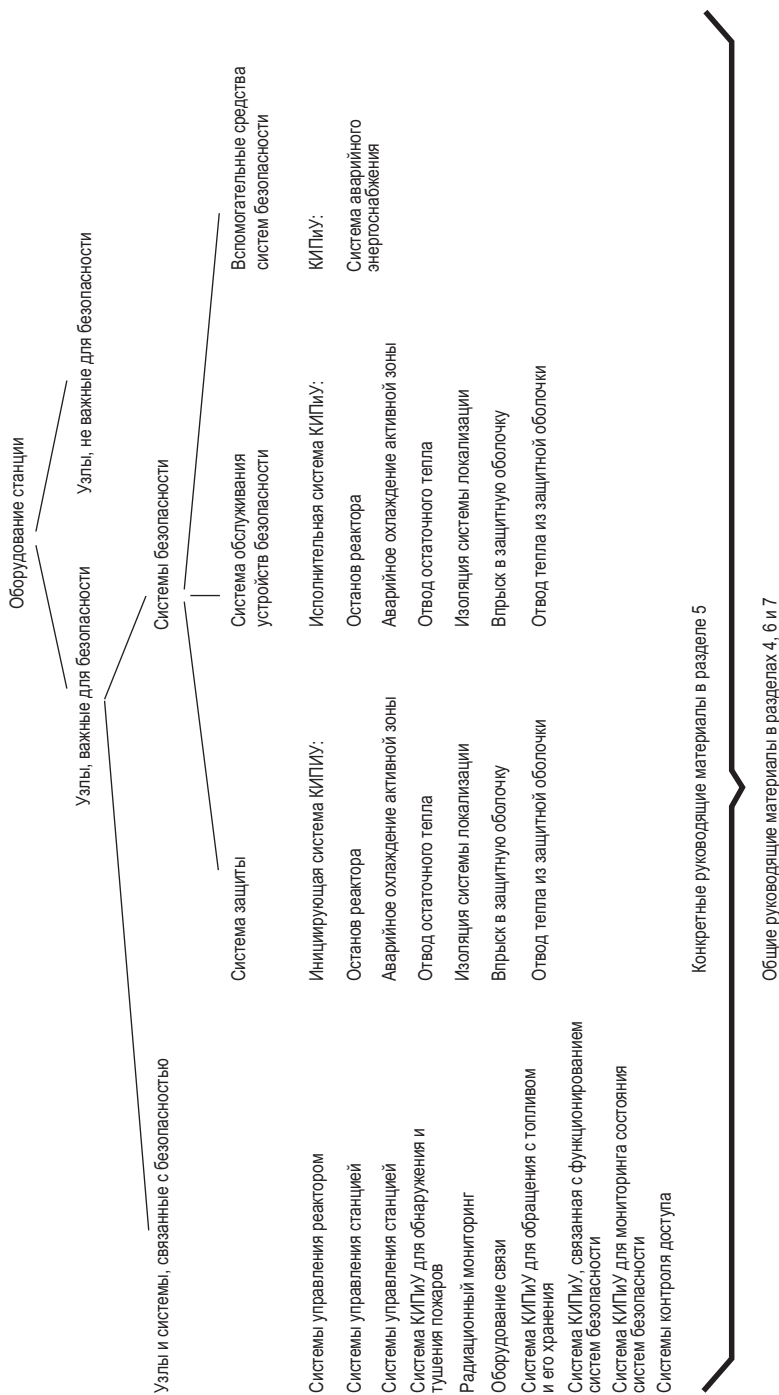 Оборудование станции
Узлы, важные для безопасности
Узлы, не важные для безопасности
Узлы и системы, связанные с безопасностью
Системы безопасности
Система защиты
Система обслуживания
устройств безопасности
Вспомогательные средства
систем безопасности
Системы управления реактором
Системы управления станцией
Системы управления станцией
Система КИПиУ для обнаружения и
тушения пожаров
Радиационный мониторинг
Оборудование связи
Система КИПиУ для обращения с топливом
и его хранения
Система КИПиУ, связанная с функционированием
систем безопасности
Система КИПиУ для мониторинга состояния
систем безопасности
Системы контроля доступа
Инициирующая система КИПИУ:
Останов реактора
Аварийное охлаждение активной зоны
Отвод остаточного тепла
Изоляция системы локализации
Впрыск в защитную оболочку
Отвод тепла из защитной оболочки
Исполнительная система КИПиУ:
Останов реактора
Аварийное охлаждение активной зоны
Отвод остаточного тепла
Изоляция системы локализации
Впрыск в защитную оболочку
Отвод тепла из защитной оболочки
КИПиУ:
Система аварийного
энергоснабжения
Конкретные руководящие материалы в разделе 5
Общие руководящие материалы в разделах 4, 6 и 7